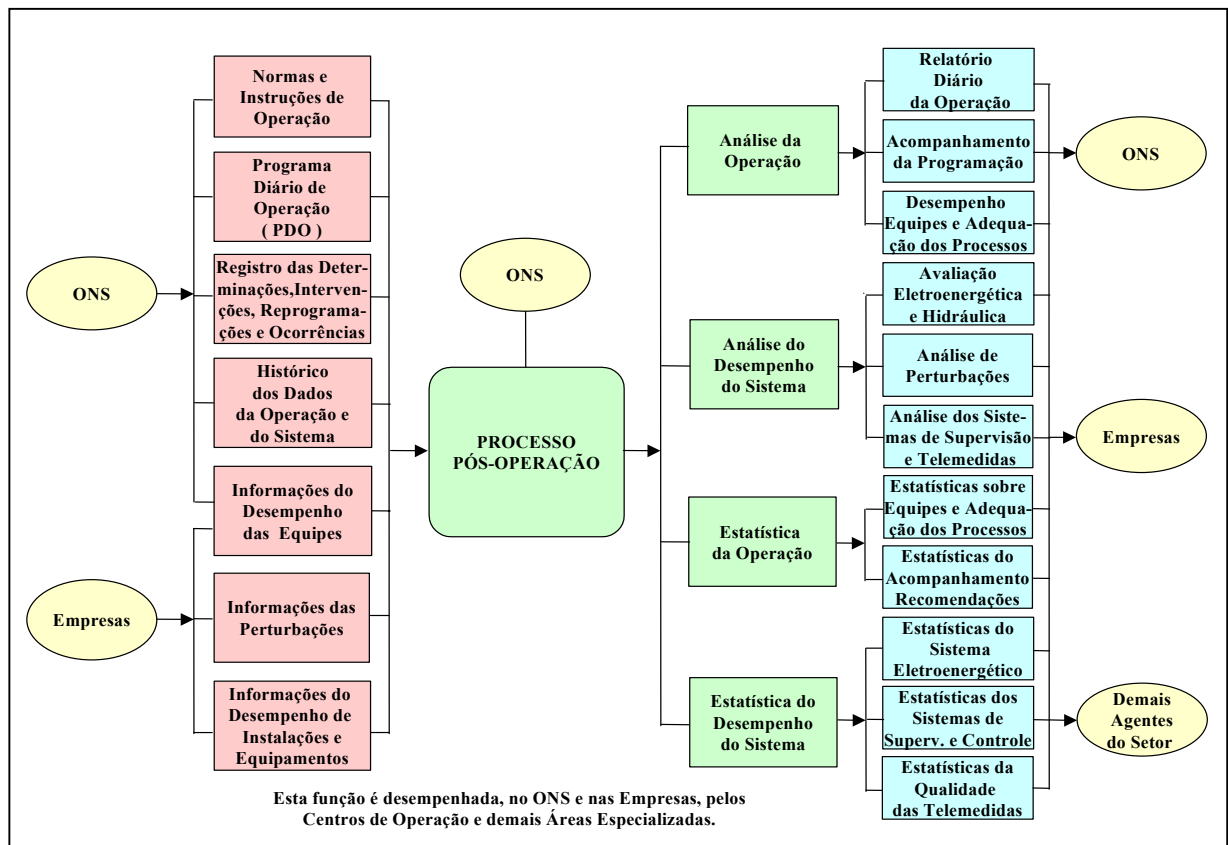 Normas e
Instruções de
Operação
Programa
Diário de
Operação
( PDO )
ONS
Registro das Deter-
minações,Interven-
ções, Reprograma-
ções e Ocorrências
Histórico
dos Dados
da Operação e
do Sistema
Informações do
Desempenho
das Equipes
Empresas
Informações das
Perturbações
Informações do
Desempenho de
Instalações e
Equipamentos
ONS
PROCESSO
PÓS-OPERAÇÃO
Análise da
Operação
Análise do
Desempenho
do Sistema
Estatística
da Operação
Estatística do
Desempenho
do Sistema
Relatório
Diário
da Operação
Acompanhamento
da Programação
Desempenho
Equipes e Adequa-
ção dos Processos
Avaliação
Eletroenergética
e Hidráulica
Análise de
Perturbações
Análise dos Siste-
mas de Supervisão
e Telemedidas
Estatísticas sobre
Equipes e Adequa-
ção dos Processos
Estatísticas do
Acompanhamento
Recomendações
Estatísticas do
Sistema
Eletroenergético
Estatísticas dos
Sistemas de
Superv. e Controle
Estatísticas da
Qualidade
das Telemedidas
ONS
Empresas
Demais
Agentes
do Setor
Esta função é desempenhada, no ONS e nas Empresas, pelos
Centros de Operação e demais Áreas Especializadas.